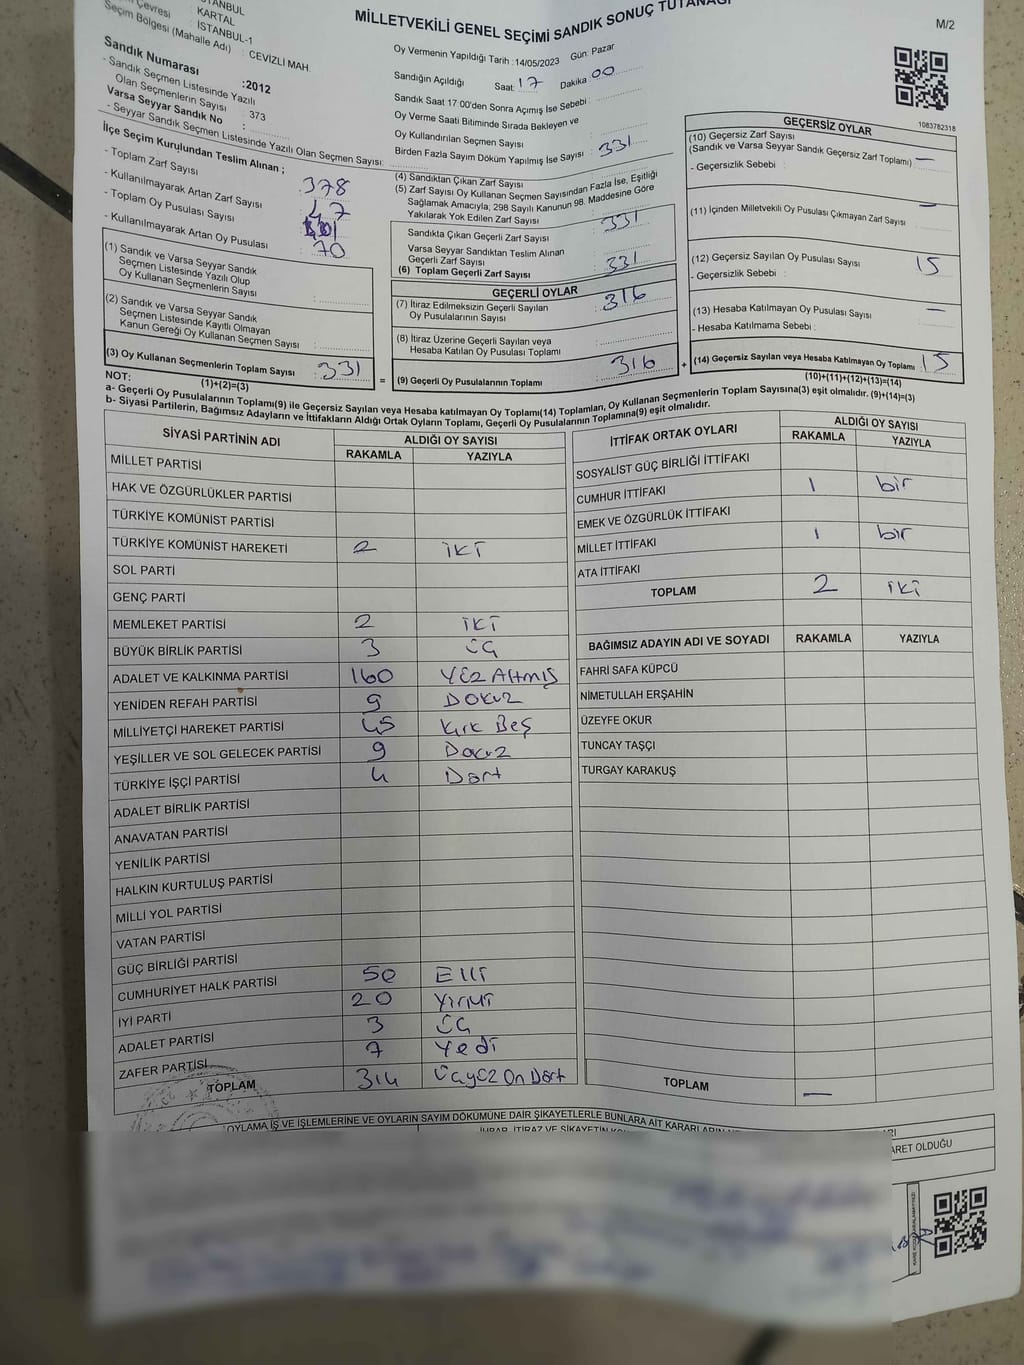 MİLLETVEKİLİ GENEL SEÇİMİ SANDIK SONUÇ TUTANAĞI
M/2
Çevresi
KARTAL
İSTANBUL-1
Seçim Bölgesi (Mahalle Adı) : CEVİZLİ MAH.
Sandık Numarası :2012
- Sandık Seçmen Listesinde Yazılı
Olan Seçmenlerin Sayısı : 373
Varsa Seyyar Sandık No :
- Seyyar Sandık Seçmen Listesinde Yazılı Olan Seçmen Sayısı:
İlçe Seçim Kurulundan Teslim Alınan ;
- Toplam Zarf Sayısı : 378
- Kullanılmayarak Artan Zarf Sayısı : 47
- Toplam Oy Pusulası Sayısı :
- Kullanılmayarak Artan Oy Pusulası : 70
(1) Sandık ve Varsa Seyyar Sandık
Seçmen Listesinde Yazılı Olup
Oy Kullanan Seçmenlerin Sayısı :
(2) Sandık ve Varsa Seyyar Sandık
Seçmen Listesinde Kayıtlı Olmayan
Kanun Gereği Oy Kullanan Seçmen Sayısı :
(3) Oy Kullanan Seçmenlerin Toplam Sayısı : 331
(1)+(2)=(3)
Oy Vermenin Yapıldığı Tarih :14/05/2023 Gün: Pazar
Sandığın Açıldığı Saat: 17 Dakika 00
Sandık Saat 17:00'den Sonra Açılmış İse Sebebi :
Oy Verme Saati Bitiminde Sırada Bekleyen ve
Oy Kullandırılan Seçmen Sayısı :
Birden Fazla Sayım Döküm Yapılmış İse Sayısı :
(4) Sandıktan Çıkan Zarf Sayısı : 331
(5) Zarf Sayısı Oy Kullanan Seçmen Sayısından Fazla İse, Eşitliği
Sağlamak Amacıyla; 298 Sayılı Kanunun 98. Maddesine Göre
Yakılarak Yok Edilen Zarf Sayısı :
Sandıkta Çıkan Geçerli Zarf Sayısı : 331
Varsa Seyyar Sandıktan Teslim Alınan
Geçerli Zarf Sayısı :
(6) Toplam Geçerli Zarf Sayısı : 331
GEÇERLİ OYLAR
(7) İtiraz Edilmeksizin Geçerli Sayılan
Oy Pusulalarının Sayısı : 316
(8) İtiraz Üzerine Geçerli Sayılan veya
Hesaba Katılan Oy Pusulası Toplamı :
= (9) Geçerli Oy Pusulalarının Toplamı : 316 +
1083782318
GEÇERSİZ OYLAR
(10) Geçersiz Zarf Sayısı
(Sandık ve Varsa Seyyar Sandık Geçersiz Zarf Toplamı) : —
- Geçersizlik Sebebi :
(11) İçinden Milletvekili Oy Pusulası Çıkmayan Zarf Sayısı : —
(12) Geçersiz Sayılan Oy Pusulası Sayısı : 15
- Geçersizlik Sebebi :
(13) Hesaba Katılmayan Oy Pusulası Sayısı : —
- Hesaba Katılmama Sebebi :
(14) Geçersiz Sayılan veya Hesaba Katılmayan Oy Toplamı : 15
(10)+(11)+(12)+(13)=(14)
NOT:
a- Geçerli Oy Pusulalarının Toplamı(9) ile Geçersiz Sayılan veya Hesaba katılmayan Oy Toplamı(14) Toplamları, Oy Kullanan Seçmenlerin Toplam Sayısına(3) eşit olmalıdır. (9)+(14)=(3)
b- Siyasi Partilerin, Bağımsız Adayların ve İttifakların Aldığı Ortak Oyların Toplamı, Geçerli Oy Pusulalarının Toplamına(9) eşit olmalıdır.
SİYASİ PARTİNİN ADI
ALDIĞI OY SAYISI
RAKAMLA YAZIYLA
MİLLET PARTİSİ
HAK VE ÖZGÜRLÜKLER PARTİSİ
TÜRKİYE KOMÜNİST PARTİSİ
TÜRKİYE KOMÜNİST HAREKETİ 2 İKİ
SOL PARTİ
GENÇ PARTİ
MEMLEKET PARTİSİ 2 İKİ
BÜYÜK BİRLİK PARTİSİ 3 ÜÇ
ADALET VE KALKINMA PARTİSİ 160 YÜZ AltmIŞ
YENİDEN REFAH PARTİSİ 9 DOKUZ
MİLLİYETÇİ HAREKET PARTİSİ 45 Kırk Beş
YEŞİLLER VE SOL GELECEK PARTİSİ 9 Dokuz
TÜRKİYE İŞÇİ PARTİSİ 4 Dört
ADALET BİRLİK PARTİSİ
ANAVATAN PARTİSİ
YENİLİK PARTİSİ
HALKIN KURTULUŞ PARTİSİ
MİLLİ YOL PARTİSİ
VATAN PARTİSİ
GÜÇ BİRLİĞİ PARTİSİ
CUMHURİYET HALK PARTİSİ 50 Elli
İYİ PARTİ 20 Yirmi
ADALET PARTİSİ 3 ÜÇ
ZAFER PARTİSİ 7 Yedi
TOPLAM 314 Üçyüz On Dört
İTTİFAK ORTAK OYLARI
ALDIĞI OY SAYISI
RAKAMLA YAZIYLA
SOSYALİST GÜÇ BİRLİĞİ İTTİFAKI
CUMHUR İTTİFAKI 1 bir
EMEK VE ÖZGÜRLÜK İTTİFAKI
MİLLET İTTİFAKI 1 bir
ATA İTTİFAKI
TOPLAM 2 iki
BAĞIMSIZ ADAYIN ADI VE SOYADI RAKAMLA YAZIYLA
FAHRİ SAFA KÜPCÜ
NİMETULLAH ERŞAHİN
ÜZEYFE OKUR
TUNCAY TAŞÇI
TURGAY KARAKUŞ
TOPLAM —
OYLAMA İŞ VE İŞLEMLERİNE VE OYLARIN SAYIM DÖKÜMÜNE DAİR ŞİKAYETLERLE BUNLARA AİT KARARLARIN
İHBAR, İTİRAZ VE ŞİKAYETİN
ARET OLDUĞU